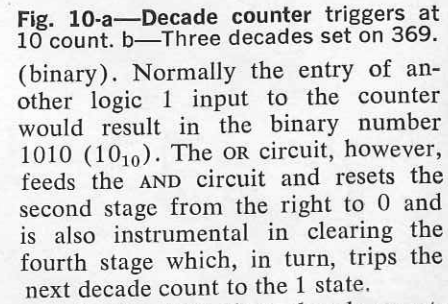 Fig. 10-a—Decade counter triggers at
10 count. b—Three decades set on 369.
(binary). Normally the entry of an-
other logic 1 input to the counter
would result in the binary number
1010 (10₁₀). The OR circuit, however,
feeds the AND circuit and resets the
second stage from the right to 0 and
is also instrumental in clearing the
fourth stage which, in turn, trips the
next decade count to the 1 state.